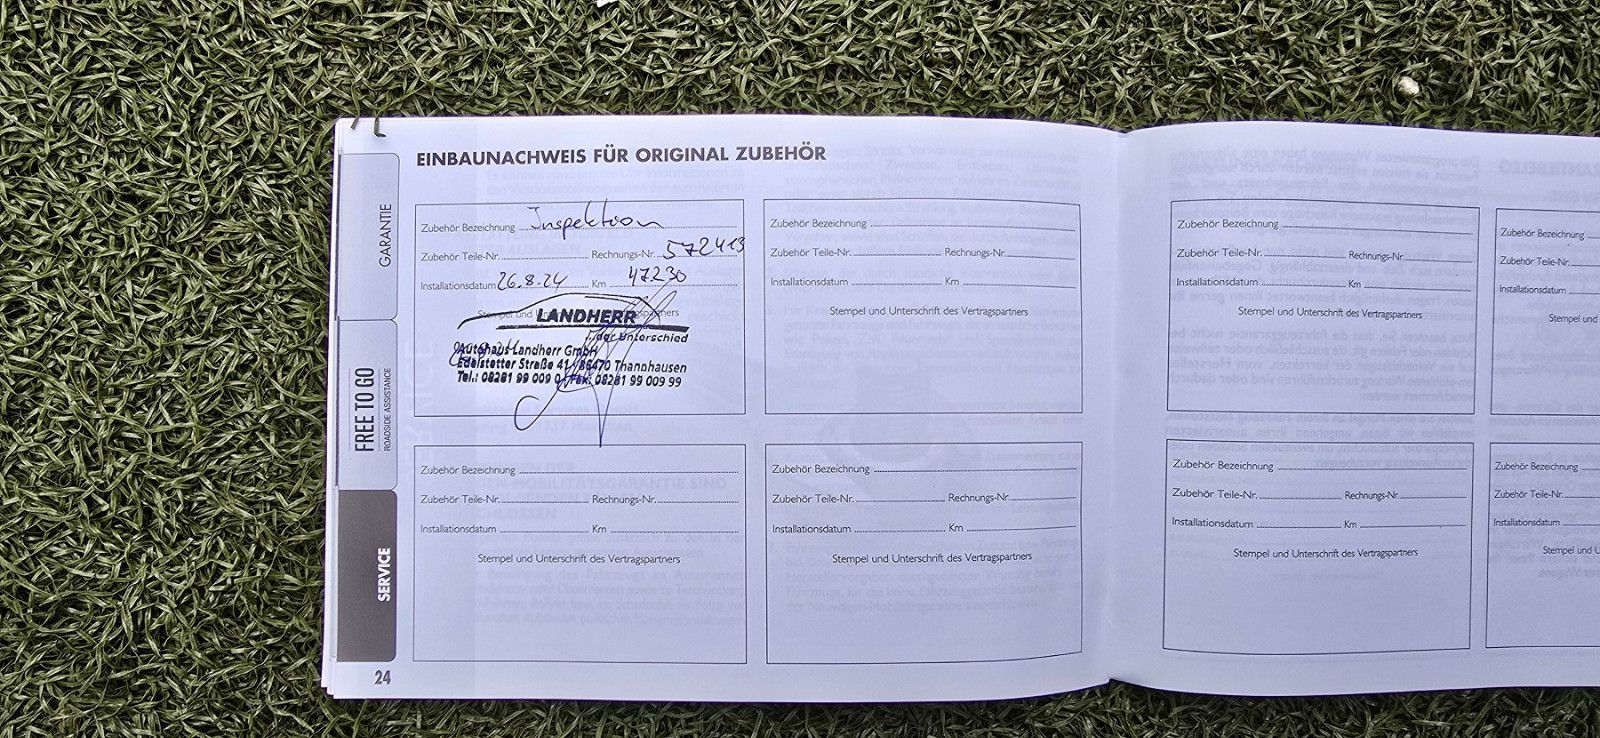 EINBAUNACHWEIS FÜR ORIGINAL ZUBEHÖR
GARANTIE
FREE TO GO
ROADSIDE ASSISTANCE
SERVICE
24
Zubehör Bezeichnung Inspektion
Zubehör Teile-Nr. Rechnungs-Nr. 572413
Installationsdatum 26.8.24 Km 47230
Stempel und Vertragspartners
LANDHERR
...der Unterschied
Autohaus Landherr GmbH
Edelstetter Straße 41 · 86470 Thannhausen
Tel.: 08281 99 009 0 · Fax: 08281 99 009 99
Zubehör Bezeichnung
Zubehör Teile-Nr. Rechnungs-Nr.
Installationsdatum Km
Stempel und Unterschrift des Vertragspartners
Zubehör Bezeichnung
Zubehör Teile-Nr. Rechnungs-Nr.
Installationsdatum Km
Stempel und Unterschrift des Vertragspartners
Zubehör Bezeichnung
Zubehör Teile-Nr. Rechnungs-Nr.
Installationsdatum Km
Stempel und Unterschrift des Vertragspartners
Zubehör Bezeichnung
Zubehör Teile-Nr. Rechnungs-Nr.
Installationsdatum Km
Stempel und Unterschrift des Vertragspartners
Zubehör Bezeichnung
Zubehör Teile-Nr.
Installationsdatum
Stempel und
Zubehör Bezeichnung
Zubehör Teile-Nr. Rechnungs-Nr.
Installationsdatum Km
Stempel und Unterschrift des Vertragspartners
Zubehör Bezeichnung
Zubehör Teile-Nr.
Installationsdatum
Stempel und U